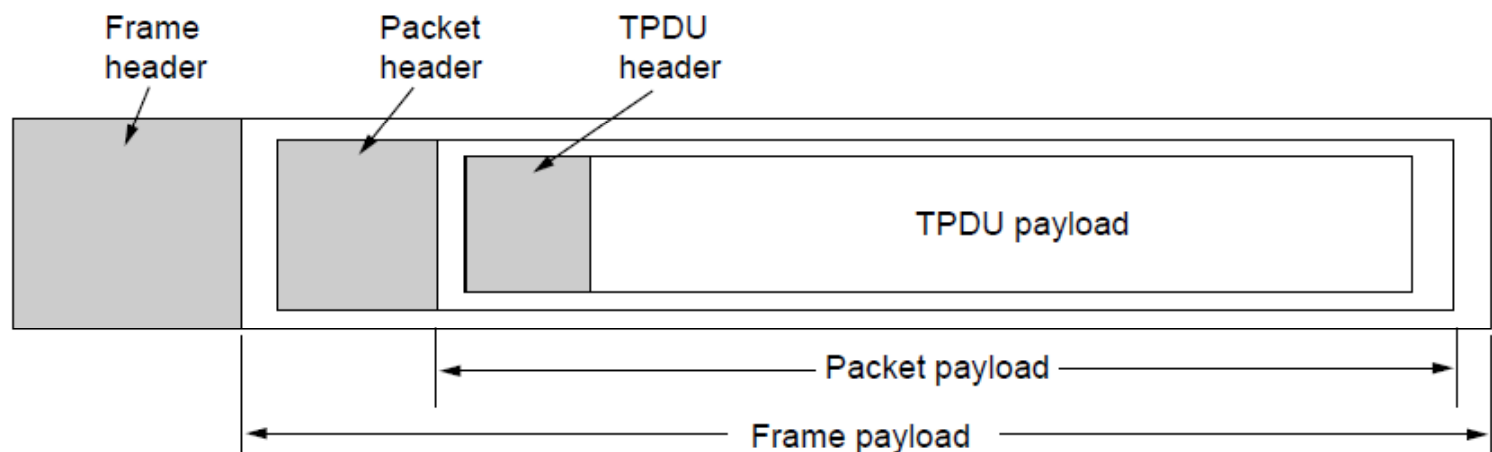 Frame
header
Packet
header
TPDU
header
TPDU payload
Packet payload
Frame payload